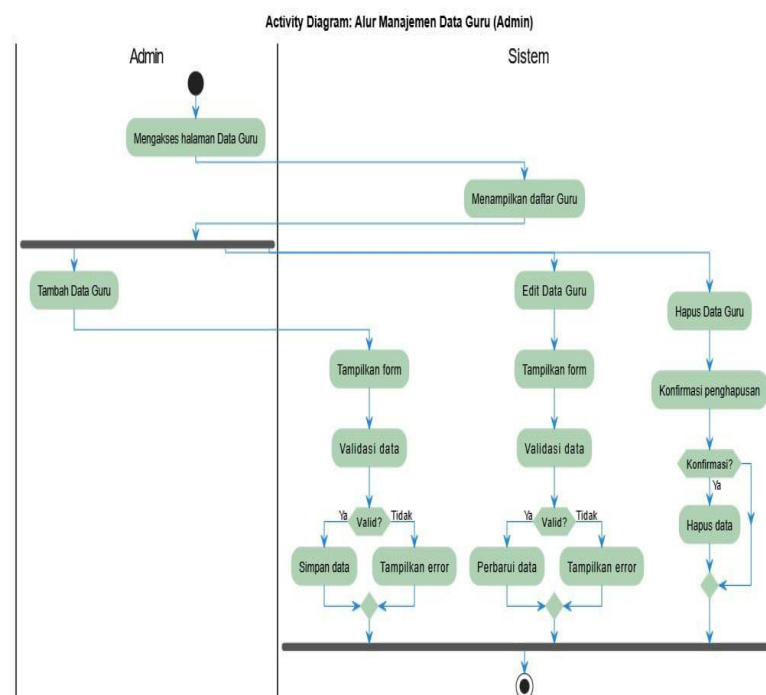 Activity Diagram: Alur Manajemen Data Guru (Admin)
Admin
Sistem
Mengakses halaman Data Guru
Menampilkan daftar Guru
Tambah Data Guru
Edit Data Guru
Hapus Data Guru
Tampilkan form
Tampilkan form
Konfirmasi penghapusan
Validasi data
Validasi data
Konfirmasi?
Ya
Ya
Valid?
Tidak
Ya
Valid?
Tidak
Hapus data
Simpan data
Tampilkan error
Perbarui data
Tampilkan error